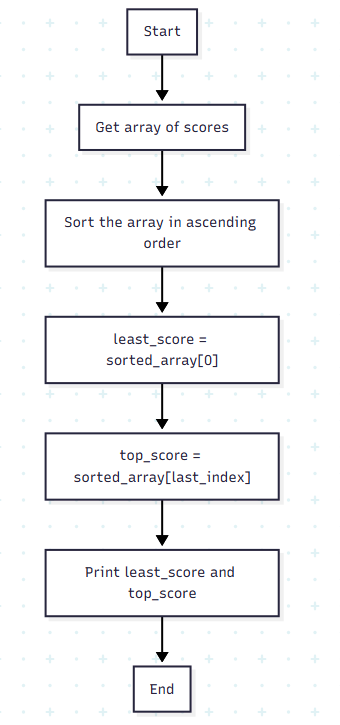 Start
Get array of scores
Sort the array in ascending
order
least_score =
sorted_array[0]
top_score =
sorted_array[last_index]
Print least_score and
top_score
End